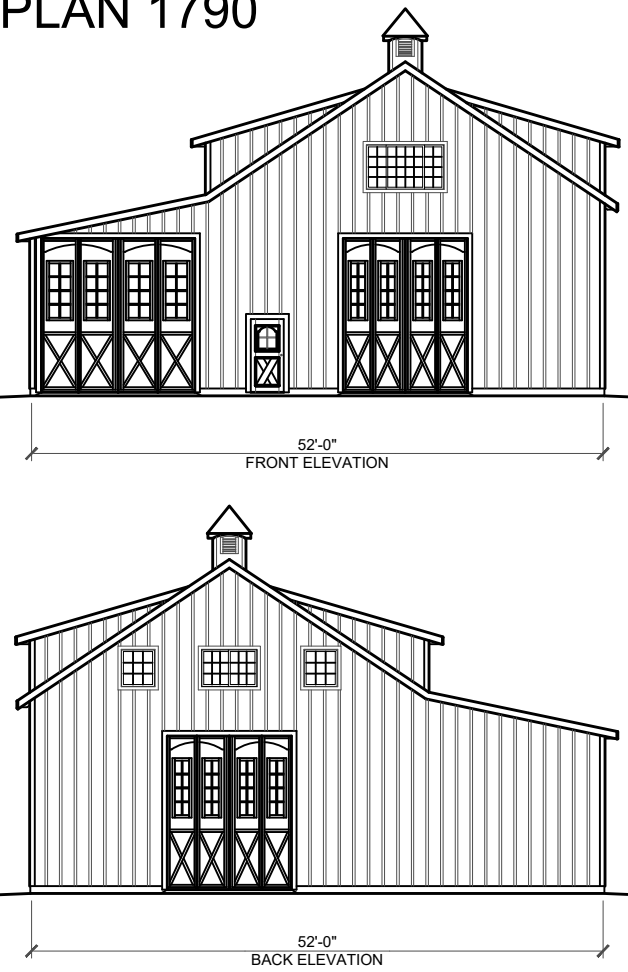 PLAN 1790
52'-0"
FRONT ELEVATION
52'-0"
BACK ELEVATION